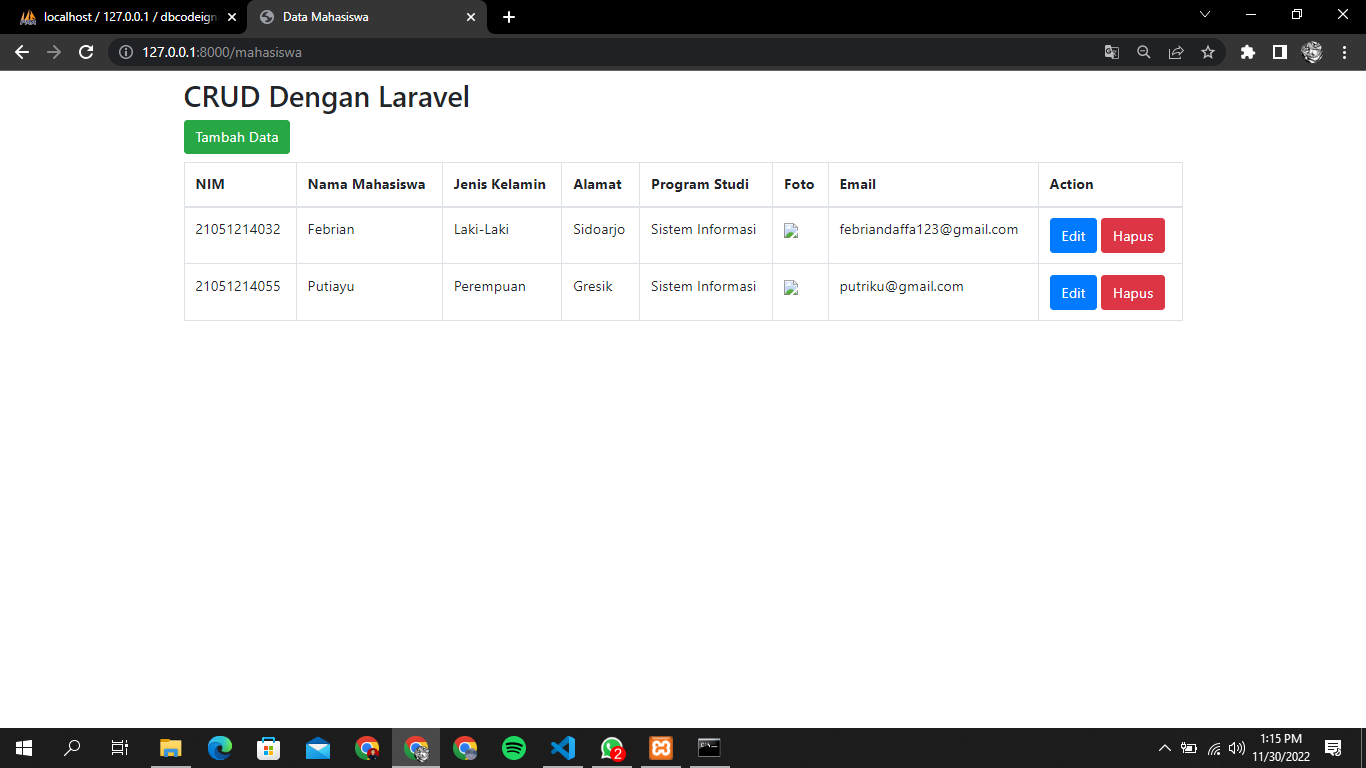 localhost / 127.0.0.1 / dbcodeign
Data Mahasiswa
127.0.0.1:8000/mahasiswa
CRUD Dengan Laravel
Tambah Data
NIM Nama Mahasiswa Jenis Kelamin Alamat Program Studi Foto Email Action
21051214032 Febrian Laki-Laki Sidoarjo Sistem Informasi febriandaffa123@gmail.com Edit Hapus
21051214055 Putiayu Perempuan Gresik Sistem Informasi putriku@gmail.com Edit Hapus
2
1:15 PM
11/30/2022